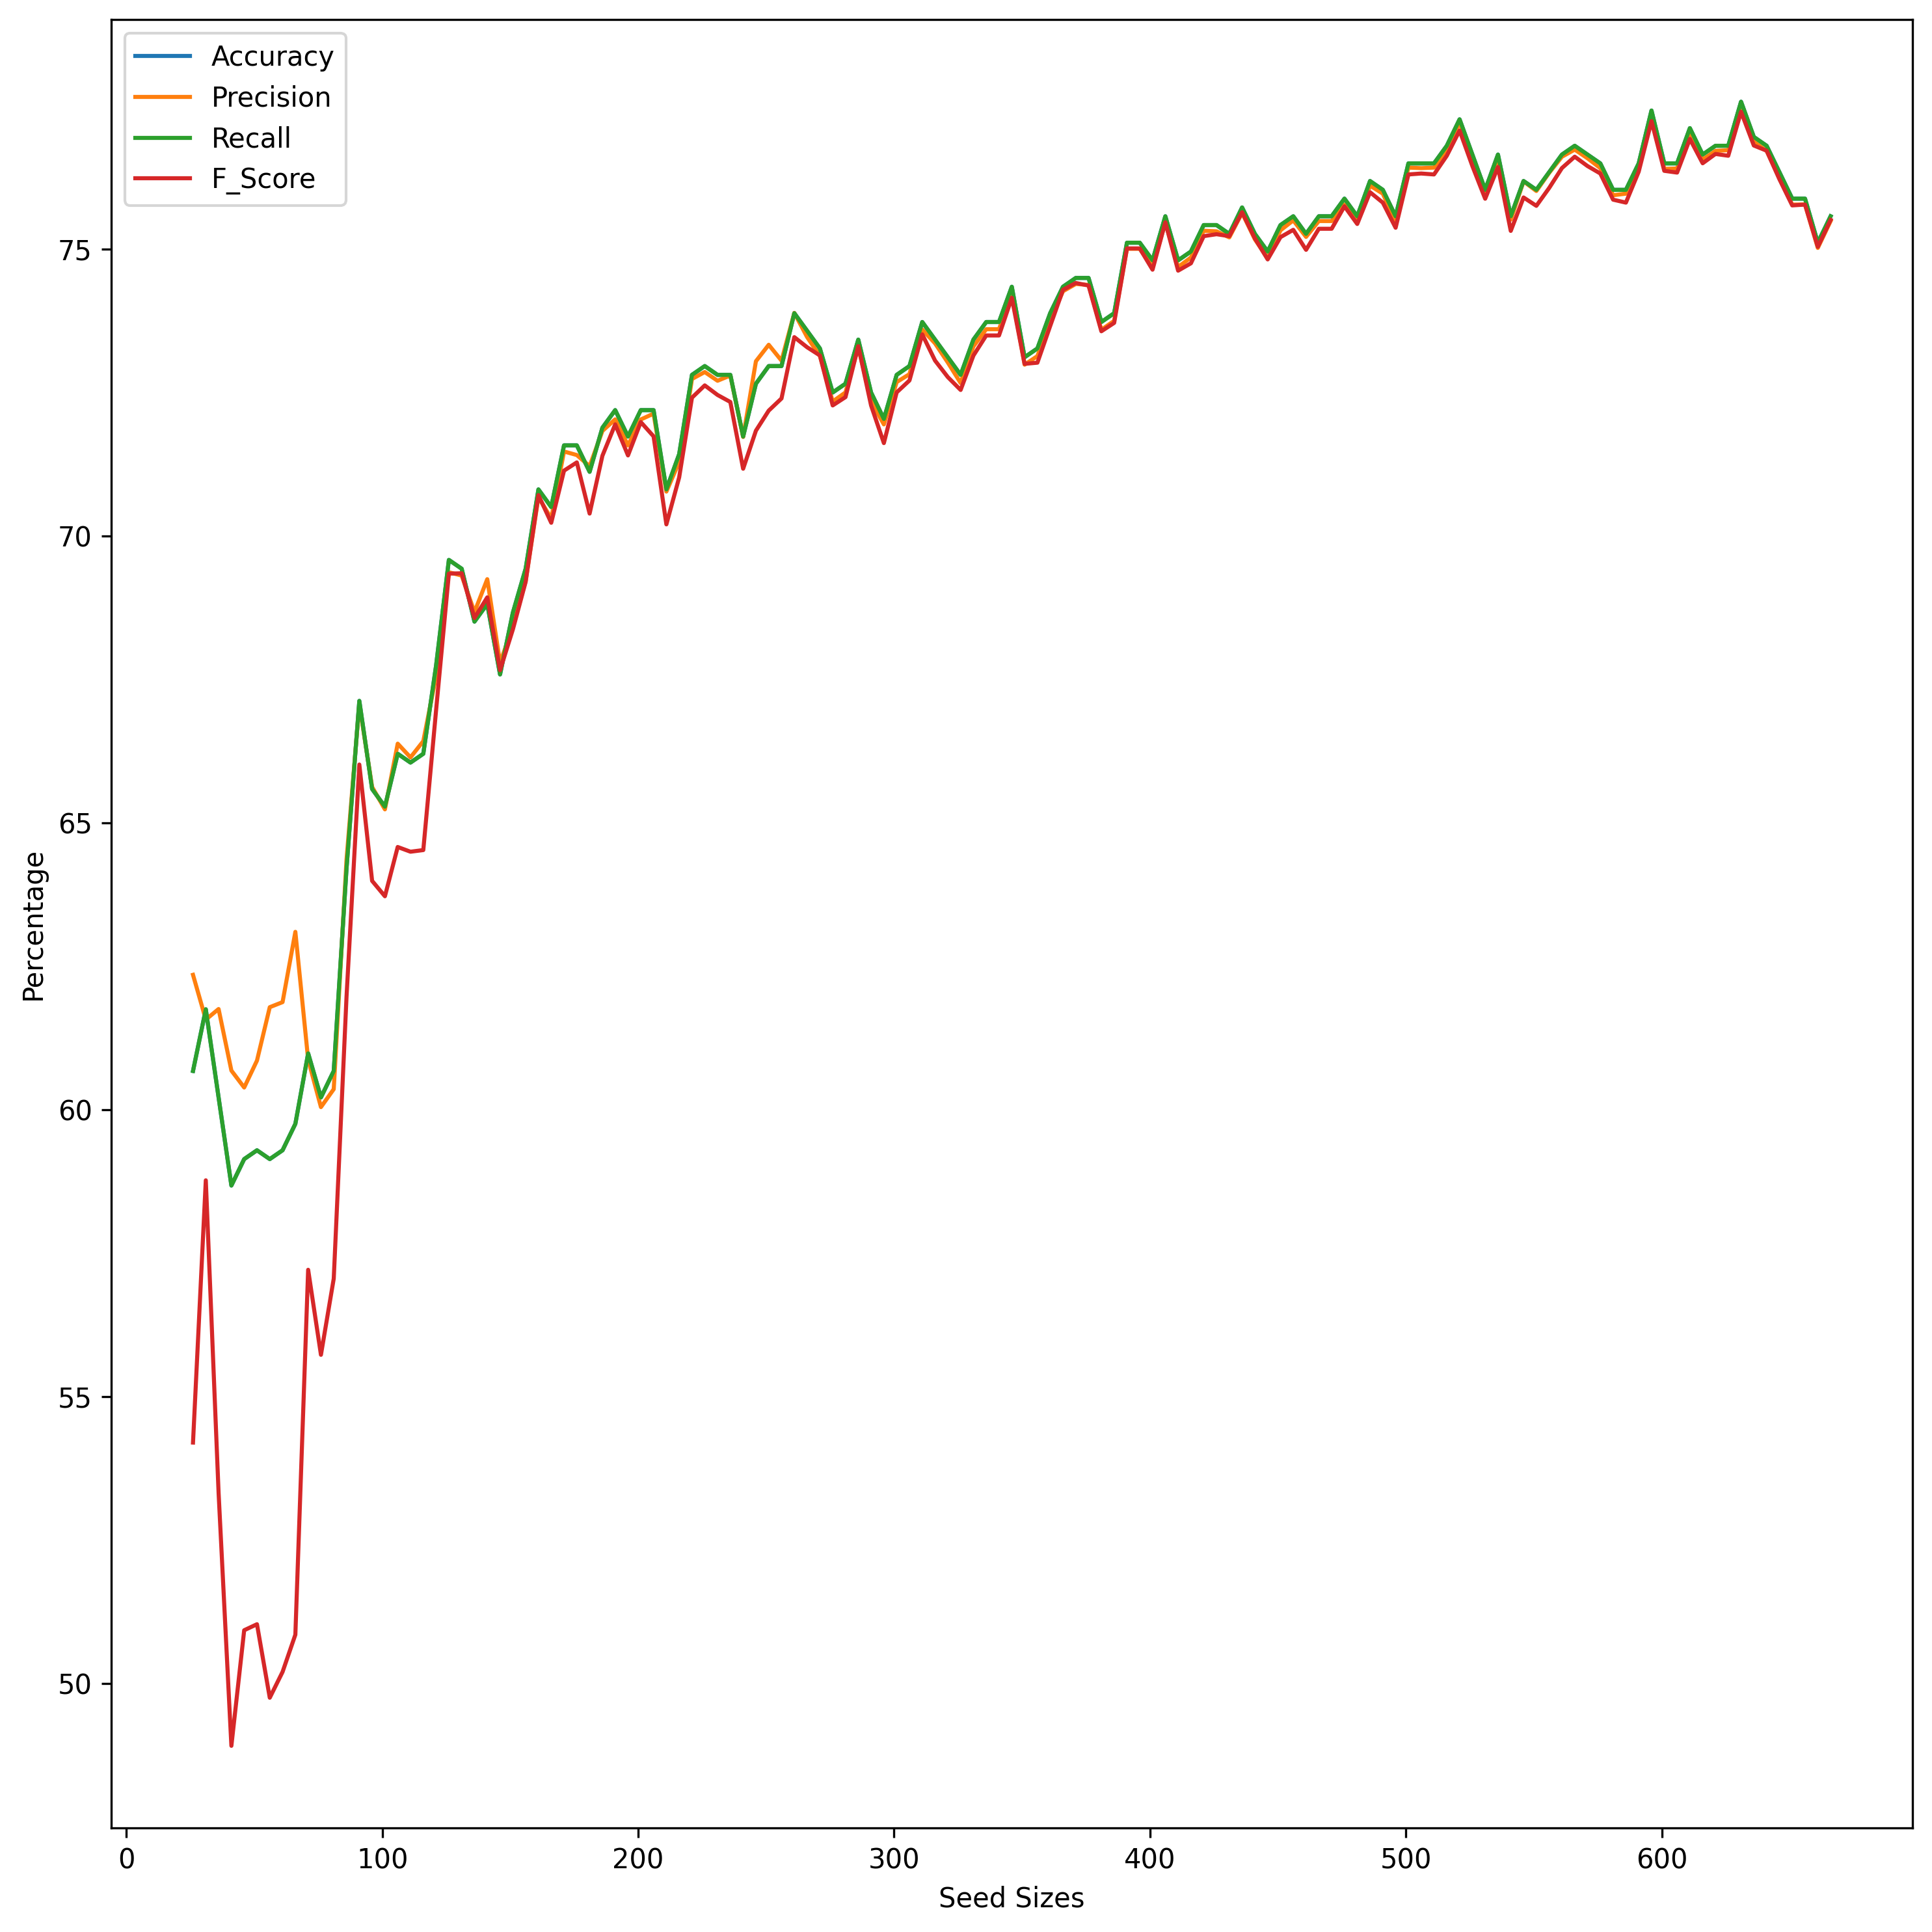 Accuracy
Precision
Recall
F_Score
Percentage
75
70
65
60
55
50
0 100 200 300 400 500 600
Seed Sizes